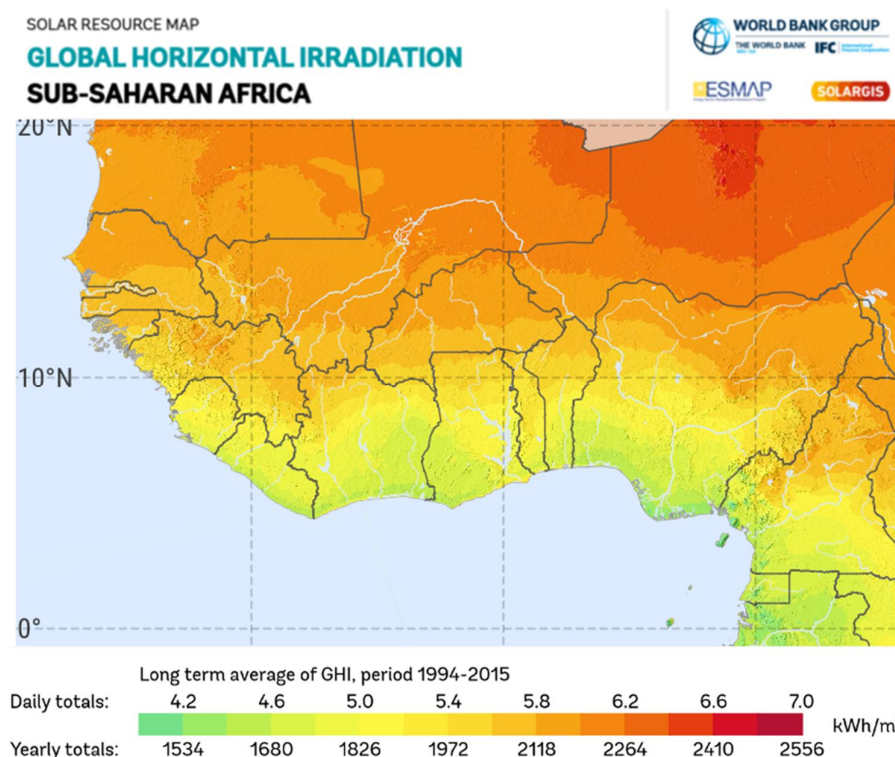 SOLAR RESOURCE MAP
GLOBAL HORIZONTAL IRRADIATION
SUB-SAHARAN AFRICA
WORLD BANK GROUP
THE WORLD BANK IFC International Finance Corporation
ESMAP
SOLARGIS
20°N
10°N
0°
Long term average of GHI, period 1994-2015
Daily totals: 4.2 4.6 5.0 5.4 5.8 6.2 6.6 7.0
kWh/m
Yearly totals: 1534 1680 1826 1972 2118 2264 2410 2556